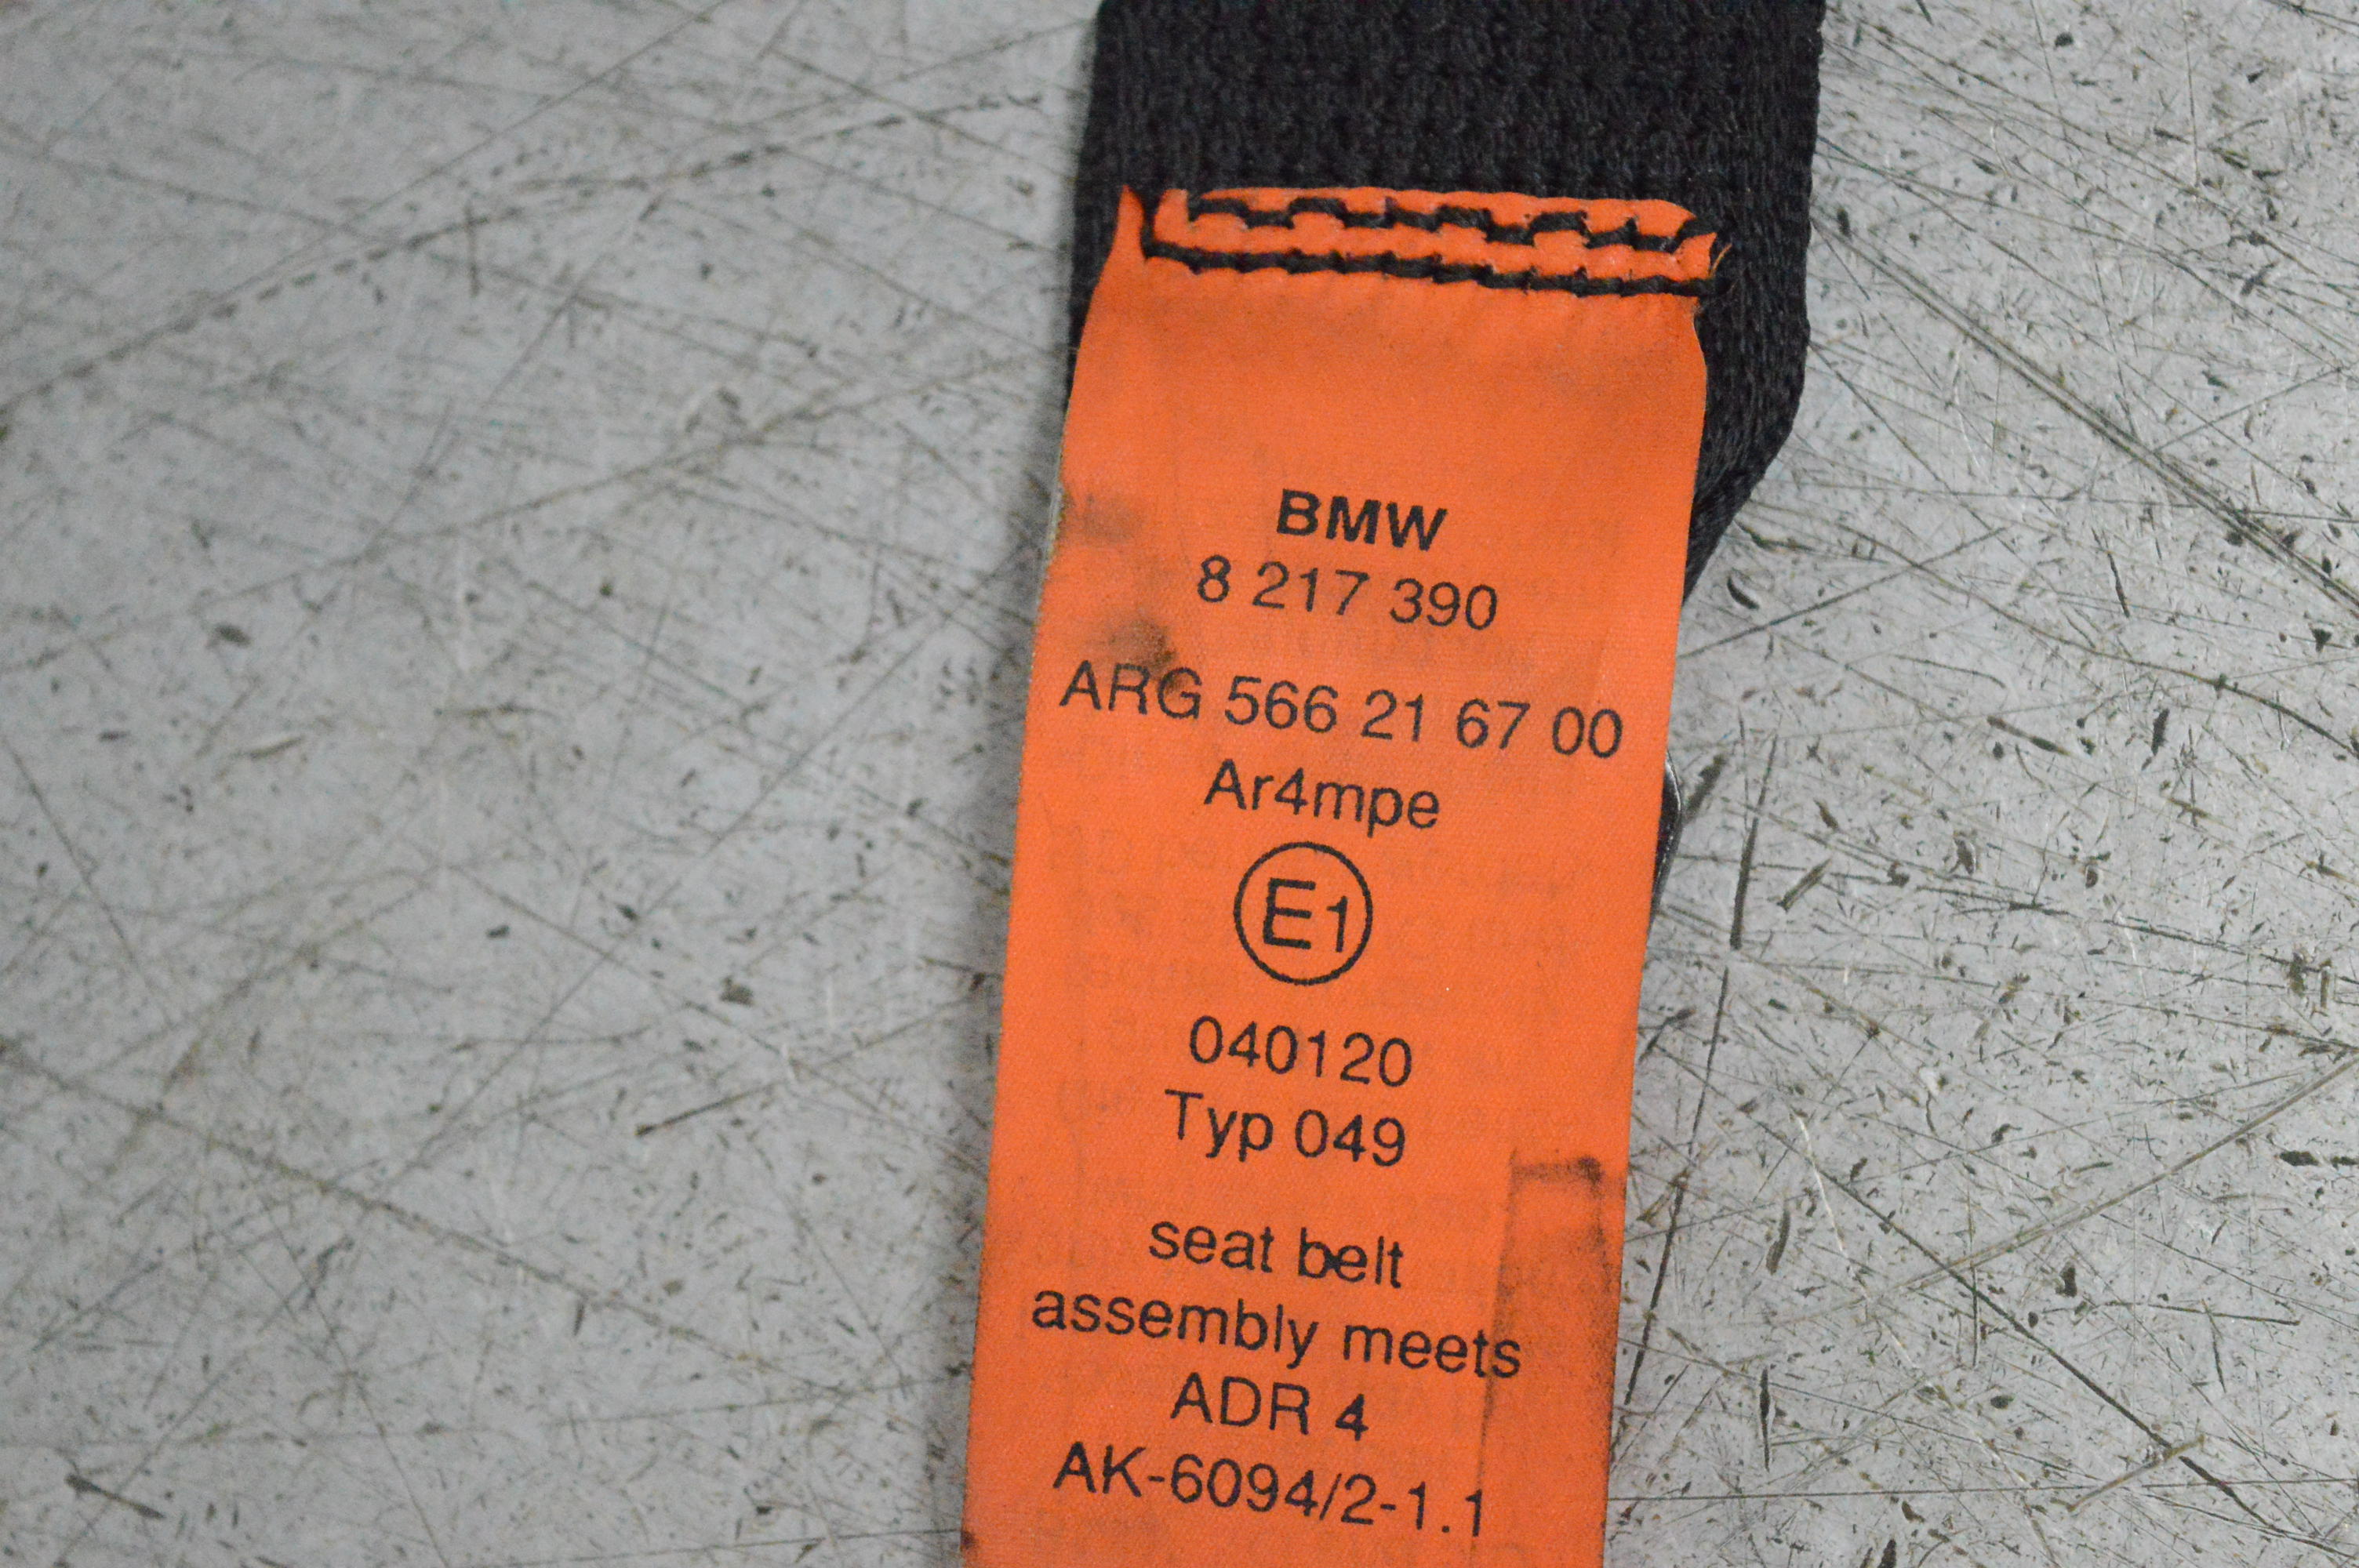 BMW
8 217 390
ARG 566 21 67 00
Ar4mpe
E1
040120
Typ 049
seat belt
assembly meets
ADR 4
AK-6094/2-1.1